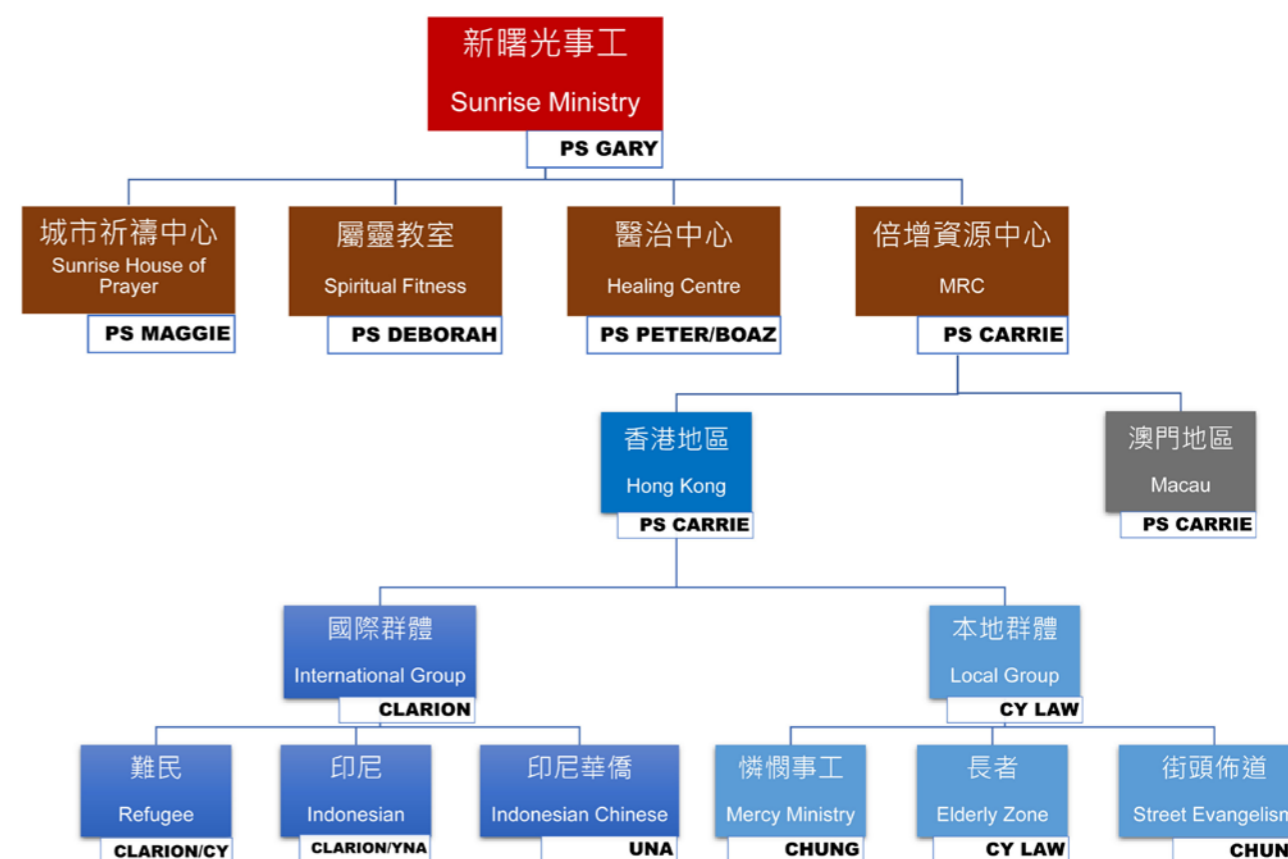 新曙光事工
Sunrise Ministry
PS GARY
城市祈禱中心
Sunrise House of
Prayer
PS MAGGIE
屬靈教室
Spiritual Fitness
PS DEBORAH
醫治中心
Healing Centre
PS PETER/BOAZ
倍增資源中心
MRC
PS CARRIE
香港地區
Hong Kong
PS CARRIE
澳門地區
Macau
PS CARRIE
國際群體
International Group
CLARION
本地群體
Local Group
CY LAW
難民
Refugee
CLARION/CY
印尼
Indonesian
CLARION/YNA
印尼華僑
Indonesian Chinese
UNA
憐憫事工
Mercy Ministry
CHUNG
長者
Elderly Zone
CY LAW
街頭佈道
Street Evangelism